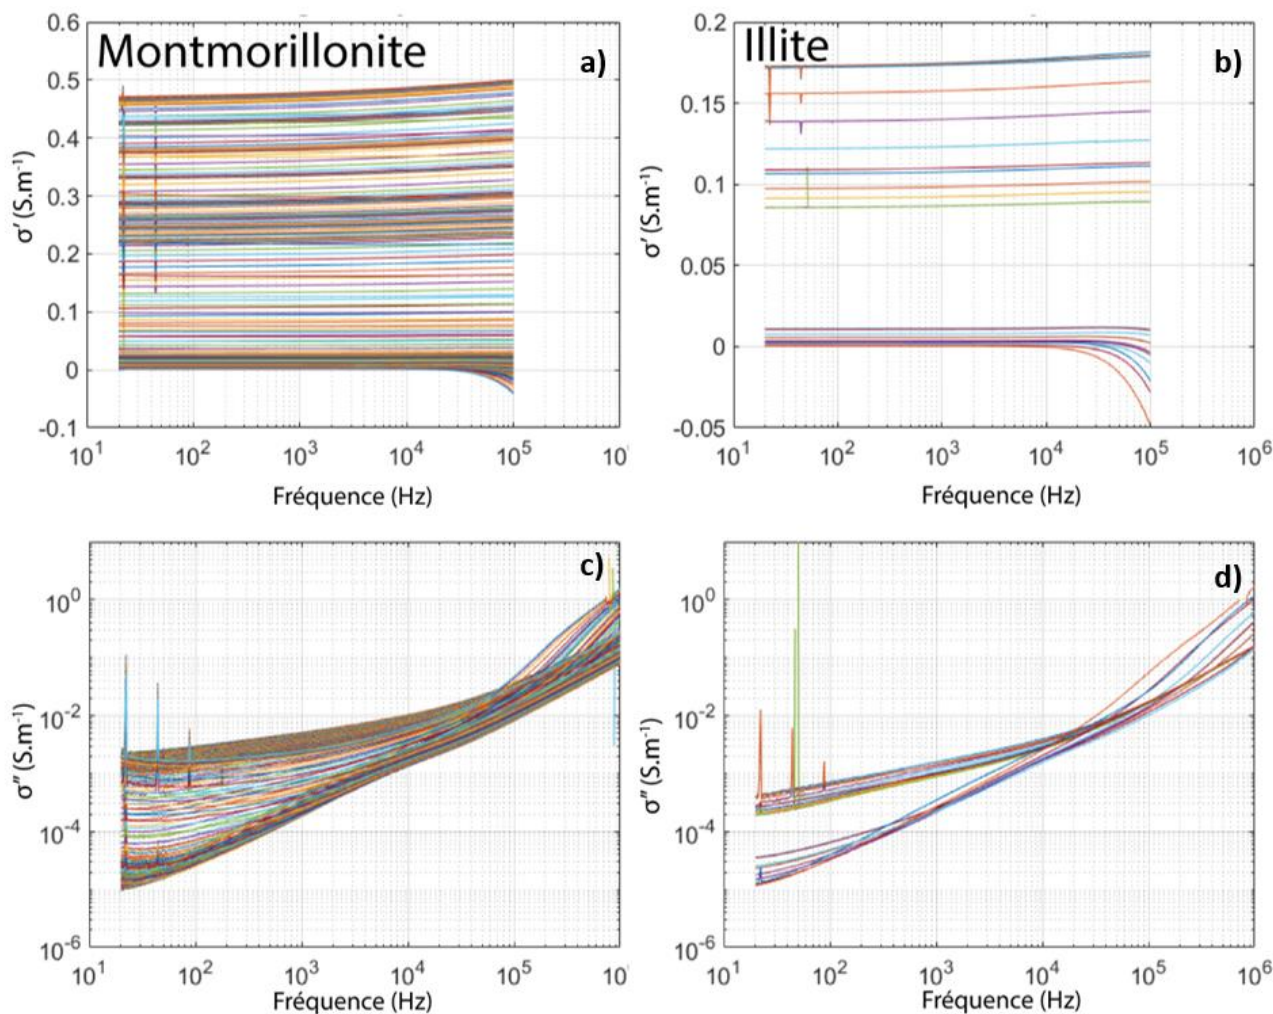 Montmorillonite
a)
0.6
0.5
0.4
0.3
0.2
0.1
0
-0.1
σ′ (S.m⁻¹)
10¹ 10² 10³ 10⁴ 10⁵
Fréquence (Hz)
Illite
b)
0.2
0.15
0.1
0.05
0
-0.05
σ′ (S.m⁻¹)
10¹ 10² 10³ 10⁴ 10⁵ 10⁶
Fréquence (Hz)
c)
10⁰
10⁻²
10⁻⁴
10⁻⁶
σ″ (S.m⁻¹)
10¹ 10² 10³ 10⁴ 10⁵
Fréquence (Hz)
d)
10⁰
10⁻²
10⁻⁴
10⁻⁶
σ″ (S.m⁻¹)
10¹ 10² 10³ 10⁴ 10⁵ 10⁶
Fréquence (Hz)